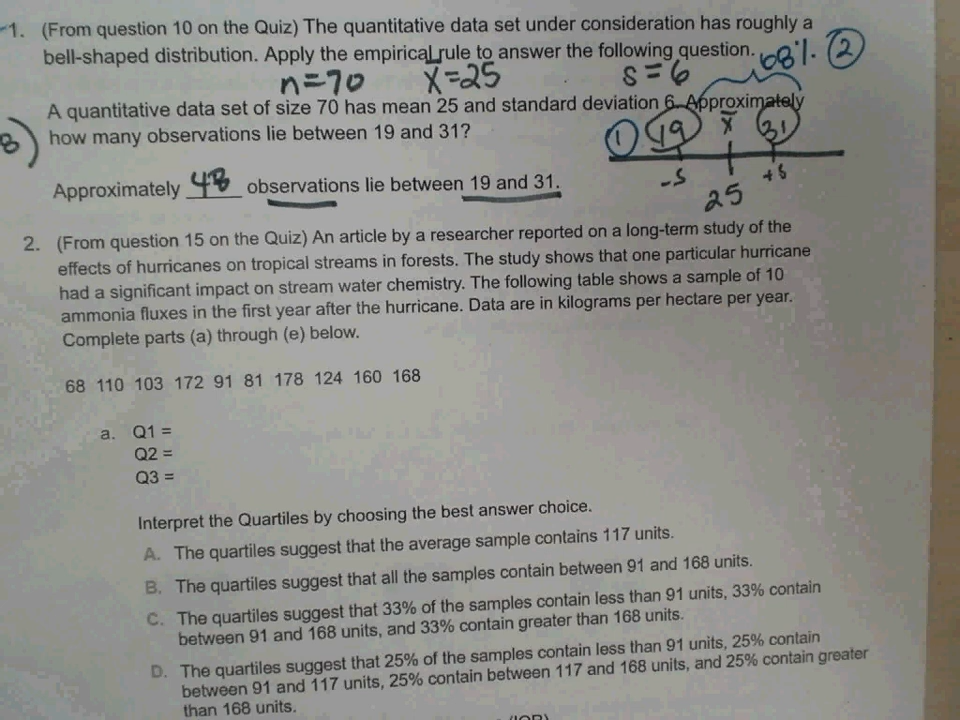 1. (From question 10 on the Quiz) The quantitative data set under consideration has roughly a
bell-shaped distribution. Apply the empirical rule to answer the following question.
68% ②
n=70 x̄=25 s=6
A quantitative data set of size 70 has mean 25 and standard deviation 6. Approximately
how many observations lie between 19 and 31?
① 19 x̄ 31
-s 25 +s
Approximately 48 observations lie between 19 and 31.
2. (From question 15 on the Quiz) An article by a researcher reported on a long-term study of the
effects of hurricanes on tropical streams in forests. The study shows that one particular hurricane
had a significant impact on stream water chemistry. The following table shows a sample of 10
ammonia fluxes in the first year after the hurricane. Data are in kilograms per hectare per year.
Complete parts (a) through (e) below.
68 110 103 172 91 81 178 124 160 168
a. Q1 =
Q2 =
Q3 =
Interpret the Quartiles by choosing the best answer choice.
A. The quartiles suggest that the average sample contains 117 units.
B. The quartiles suggest that all the samples contain between 91 and 168 units.
C. The quartiles suggest that 33% of the samples contain less than 91 units, 33% contain
between 91 and 168 units, and 33% contain greater than 168 units.
D. The quartiles suggest that 25% of the samples contain less than 91 units, 25% contain
between 91 and 117 units, 25% contain between 117 and 168 units, and 25% contain greater
than 168 units.